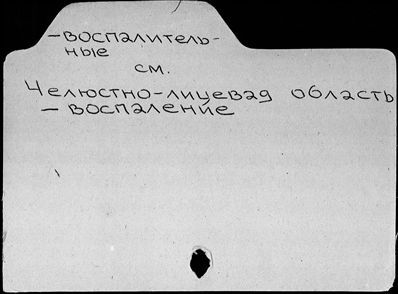 –воспалитель-
ные
см.
Челюстно-лицевая область
– воспаление